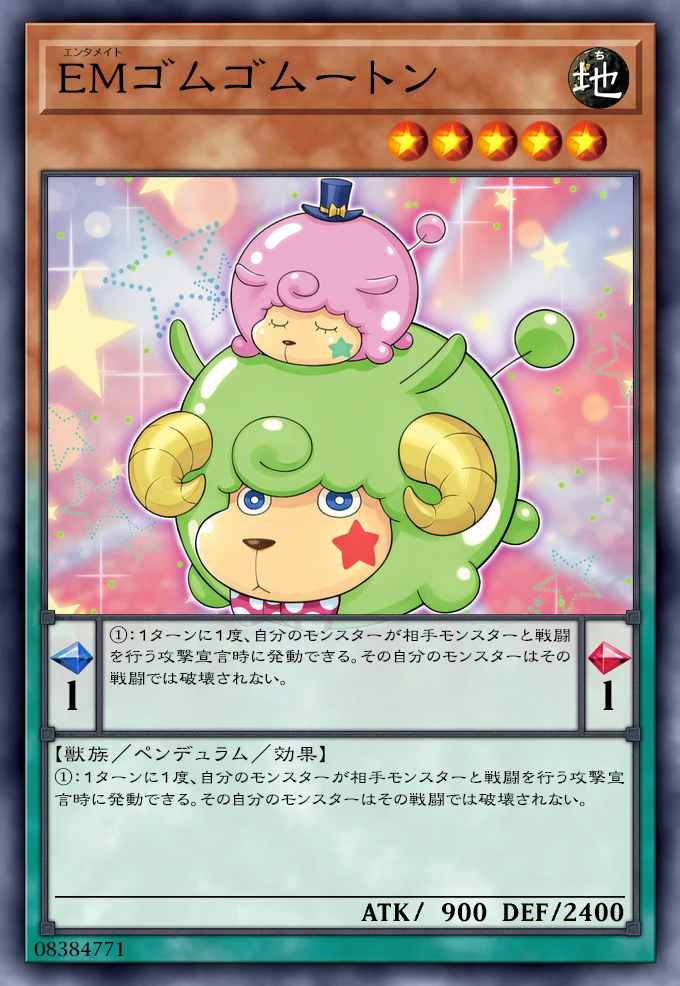 エンタメイト
EMゴムゴムートン
ち
地
①：1ターンに1度、自分のモンスターが相手モンスターと戦闘
を行う攻撃宣言時に発動できる。その自分のモンスターはその
戦闘では破壊されない。
1
1
【獣族／ペンデュラム／効果】
①：1ターンに1度、自分のモンスターが相手モンスターと戦闘を行う攻撃宣
言時に発動できる。その自分のモンスターはその戦闘では破壊されない。
ATK/ 900 DEF/2400
08384771